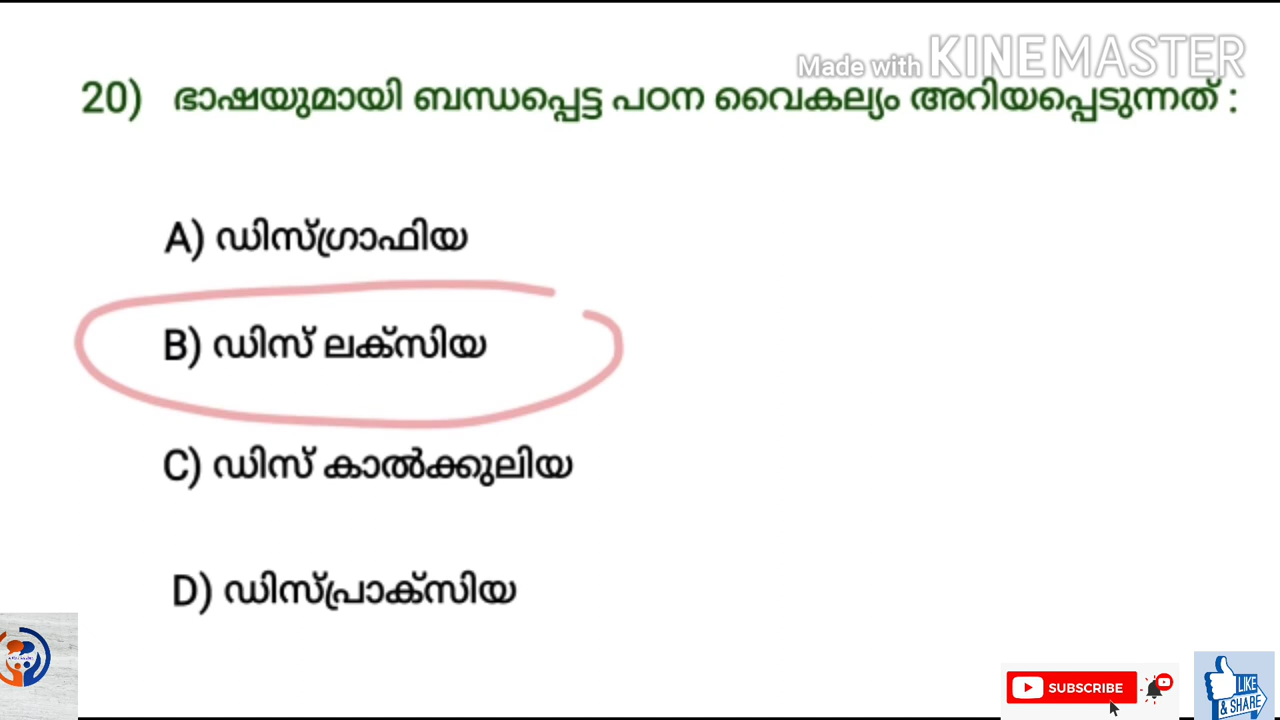 Made with KINEMASTER
20) ഭാഷയുമായി ബന്ധപ്പെട്ട പഠന വൈകല്യം അറിയപ്പെടുന്നത് :
A) ഡിസ്ഗ്രാഫിയ
B) ഡിസ് ലക്സിയ
C) ഡിസ് കാൽക്കുലിയ
D) ഡിസ്പ്രാക്സിയ
SUBSCRIBE
LIKE
& SHARE